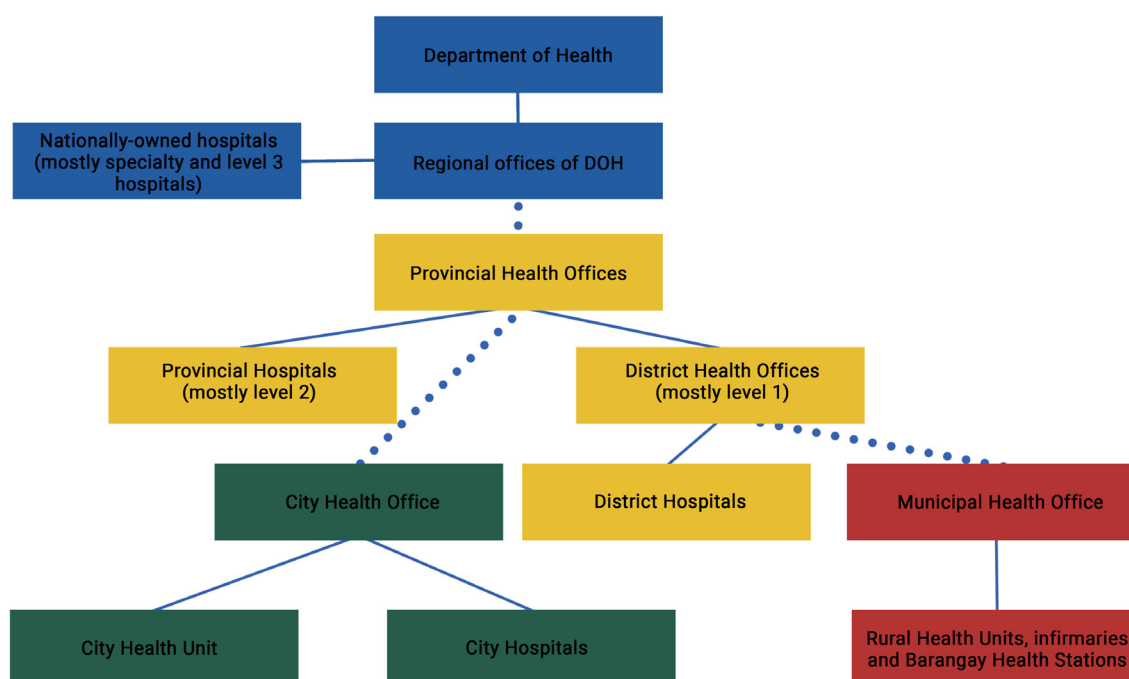 Department of Health
Nationally-owned hospitals
(mostly specialty and level 3
hospitals)
Regional offices of DOH
Provincial Health Offices
Provincial Hospitals
(mostly level 2)
District Health Offices
(mostly level 1)
City Health Office
District Hospitals
Municipal Health Office
City Health Unit
City Hospitals
Rural Health Units, infirmaries
and Barangay Health Stations